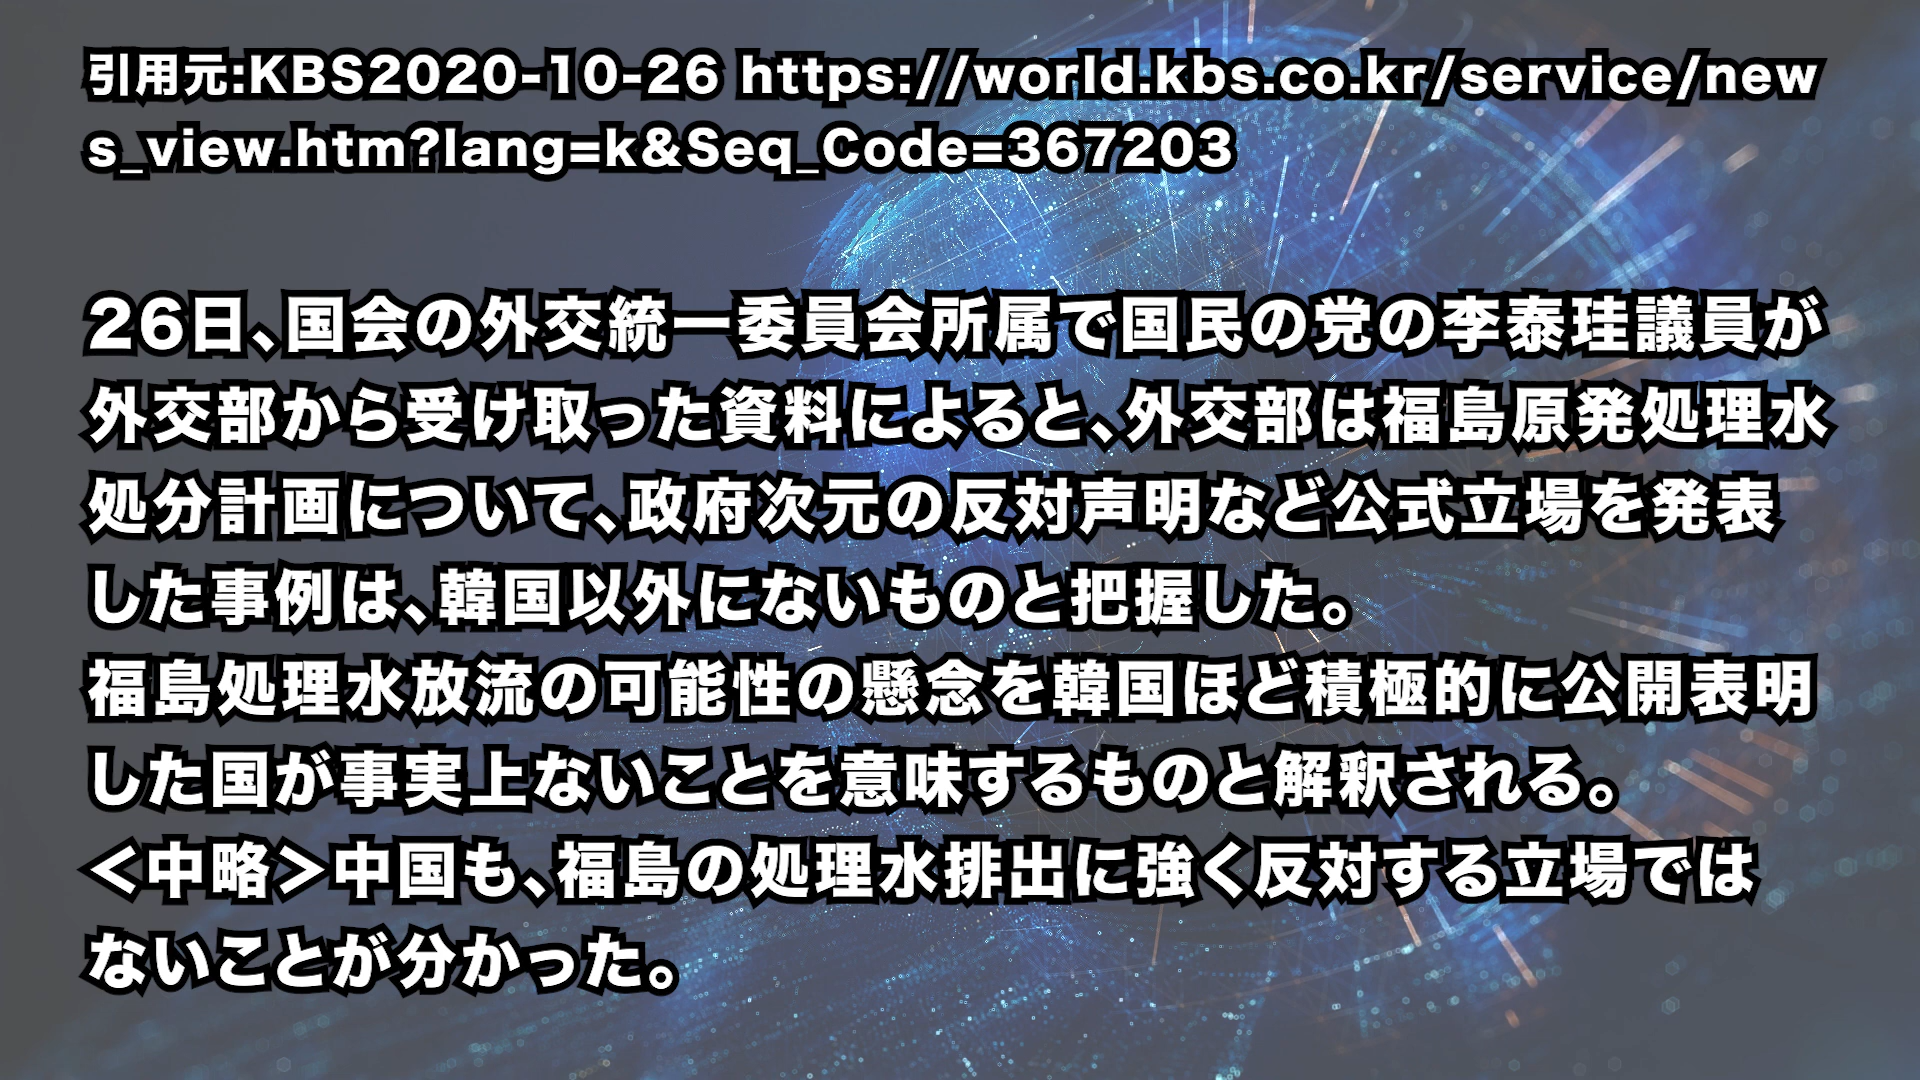 引用元:KBS2020-10-26 https://world.kbs.co.kr/service/new
s_view.htm?lang=k&Seq_Code=367203
26日、国会の外交統一委員会所属で国民の党の李泰珪議員が
外交部から受け取った資料によると、外交部は福島原発処理水
処分計画について、政府次元の反対声明など公式立場を発表
した事例は、韓国以外にないものと把握した。
福島処理水放流の可能性の懸念を韓国ほど積極的に公開表明
した国が事実上ないことを意味するものと解釈される。
<中略>中国も、福島の処理水排出に強く反対する立場では
ないことが分かった。